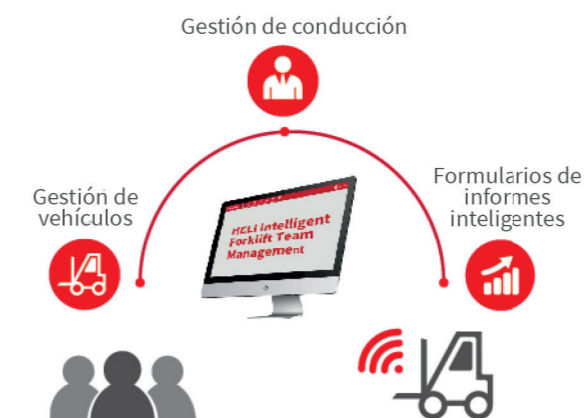 Gestión de conducción
Gestión de
vehículos
Formularios de
informes
inteligentes
HELI Intelligent
Forklift Team
Management